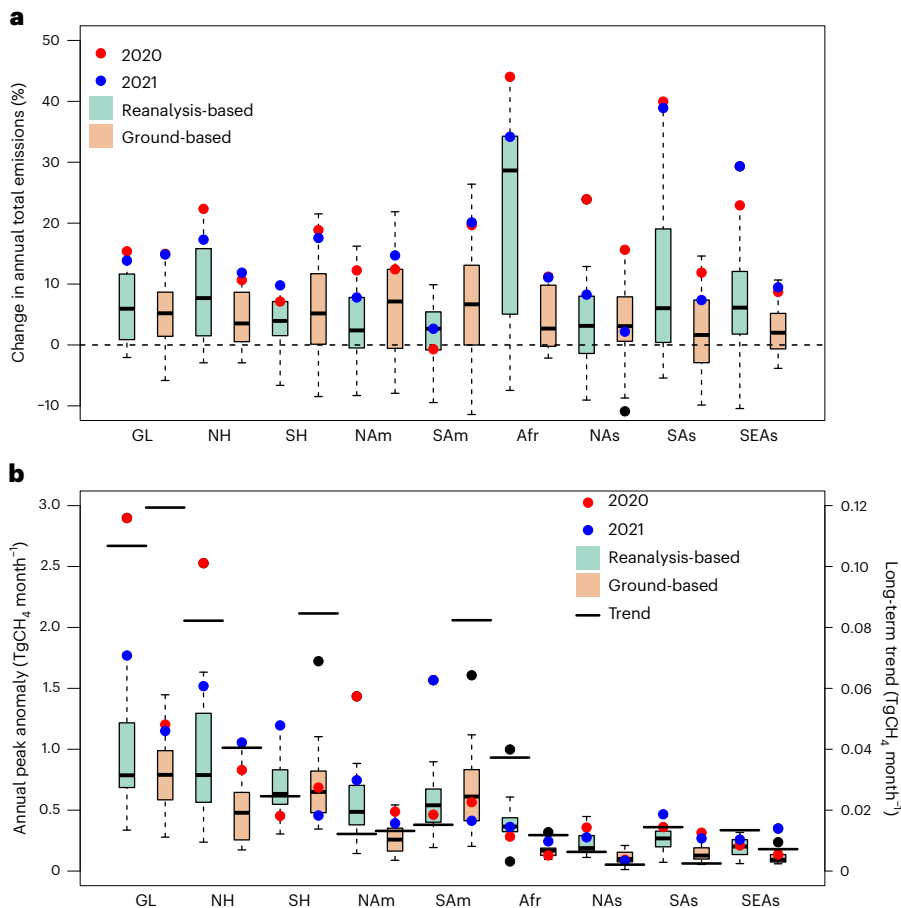 a
Change in annual total emissions (%)
50
40
30
20
10
0
−10
2020
2021
Reanalysis-based
Ground-based
GL NH SH NAm SAm Afr NAs SAs SEAs
b
Annual peak anomaly (TgCH4 month−1)
3.0
2.5
2.0
1.5
1.0
0.5
0
2020
2021
Reanalysis-based
Ground-based
Trend
0.12
0.10
0.08
0.06
0.04
0.02
0
Long-term trend (TgCH4 month−1)
GL NH SH NAm SAm Afr NAs SAs SEAs